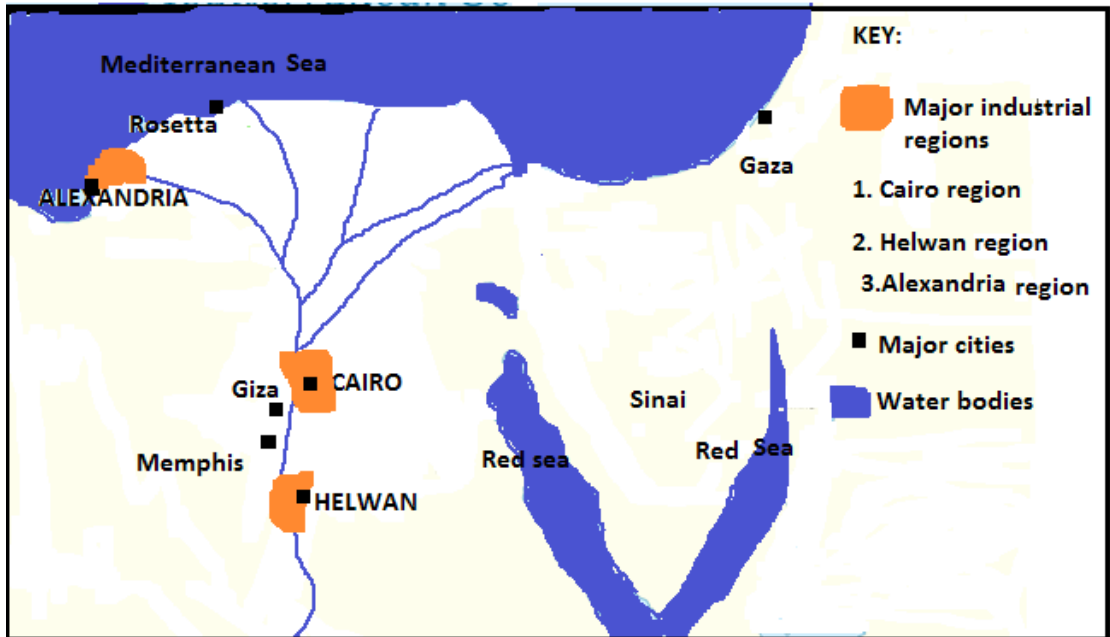 Mediterranean Sea
Rosetta
ALEXANDRIA
Gaza
Giza
CAIRO
Memphis
HELWAN
Sinai
Red sea
Red Sea
KEY:
Major industrial
regions
1. Cairo region
2. Helwan region
3.Alexandria region
Major cities
Water bodies